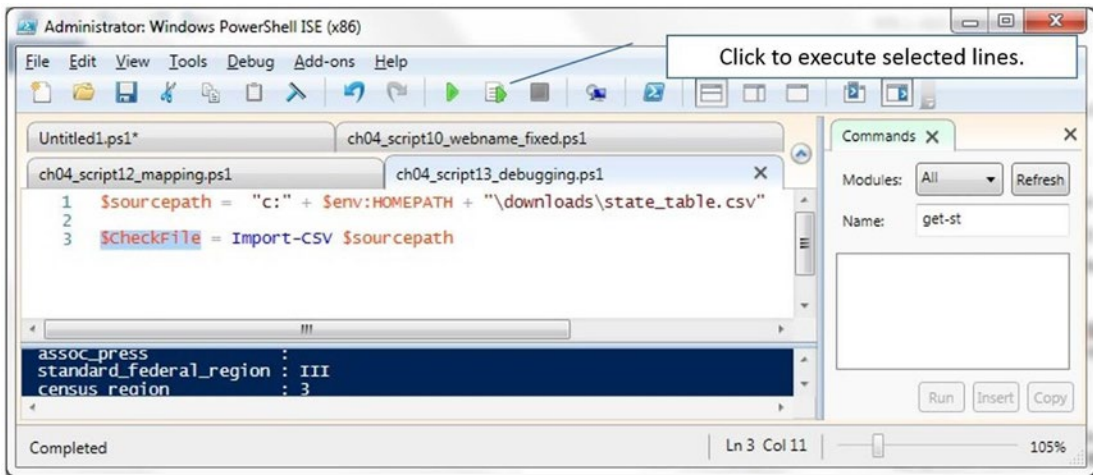 Administrator: Windows PowerShell ISE (x86)
Click to execute selected lines.
File Edit View Tools Debug Add-ons Help
Untitled1.ps1* ch04_script10_webname_fixed.ps1
ch04_script12_mapping.ps1 ch04_script13_debugging.ps1
1 $sourcepath = "c:" + $env:HOMEPATH + "\downloads\state_table.csv"
2
3 $CheckFile = Import-CSV $sourcepath
assoc_press :
standard_federal_region : III
census_region : 3
Commands
Modules: All Refresh
Name: get-st
Run Insert Copy
Completed Ln 3 Col 11 105%